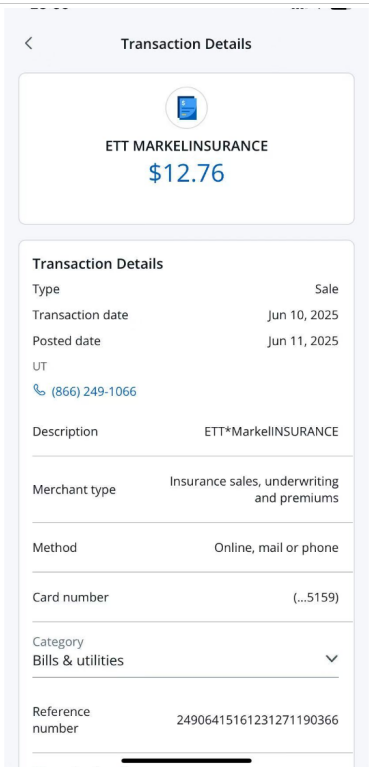 Transaction Details
ETT MARKELINSURANCE
$12.76
Transaction Details
Type Sale
Transaction date Jun 10, 2025
Posted date Jun 11, 2025
UT
(866) 249-1066
Description ETT*MarkelINSURANCE
Merchant type Insurance sales, underwriting
and premiums
Method Online, mail or phone
Card number (...5159)
Category
Bills & utilities
Reference
number 24906415161231271190366